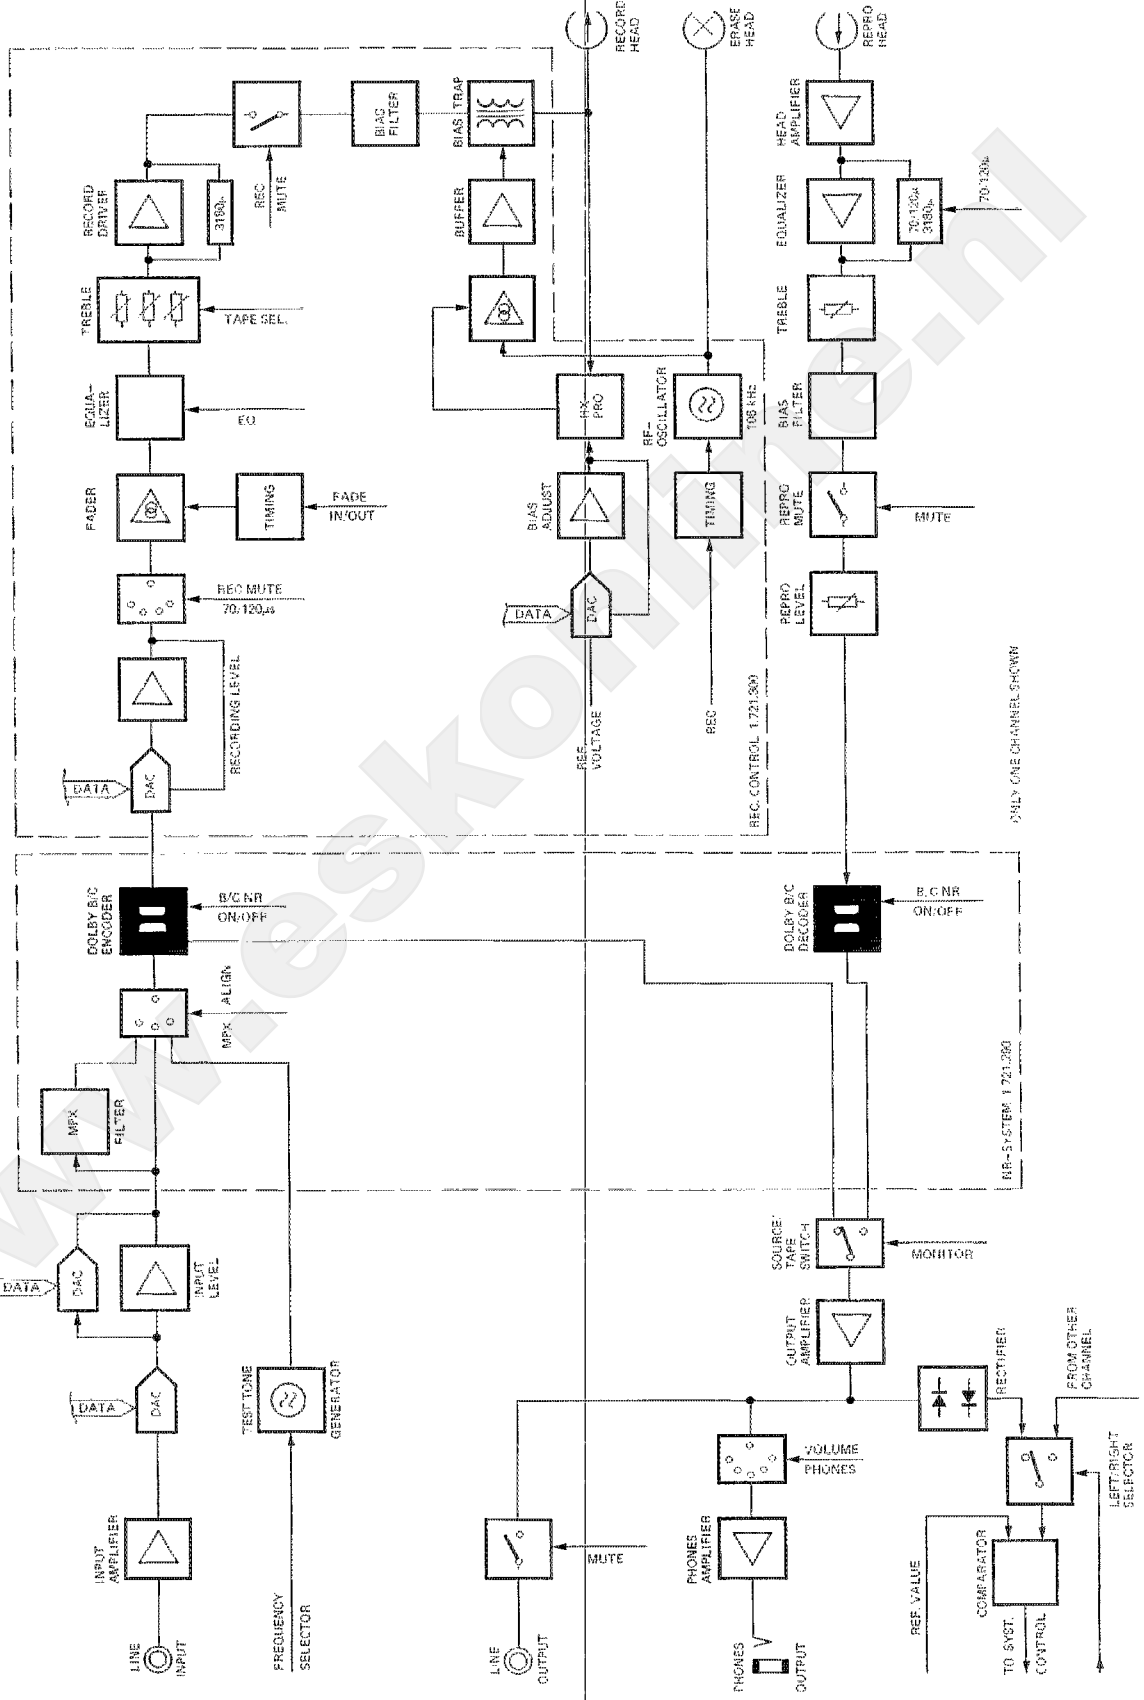 LINE
INPUT
INPUT
AMPLIFIER
DATA
DAC
DATA
DAC
INPUT
LEVEL
MPX
FILTER
MPX
ALIGN
DOLBY B/C
ENCODER
B/C NR
ON/OFF
DATA
DAC
RECORDING LEVEL
REC MUTE
70/120µs
FADER
TIMING
FADE
IN/OUT
EQUA-
LIZER
EQ
TREBLE
TAPE SEL.
RECORD
DRIVER
3180µ
REC
MUTE
BIAS
FILTER
BIAS TRAP
BUFFER
RECORD
HEAD
ERASE
HEAD
REPRO
HEAD
FREQUENCY
SELECTOR
TEST TONE
GENERATOR
REF.
VOLTAGE
DATA
DAC
BIAS
ADJUST
HX
PRO
REC
TIMING
RF-
OSCILLATOR
106 kHz
REC. CONTROL 1.721.300
HEAD
AMPLIFIER
EQUALIZER
70/120µ
3180µ
70/120µ
TREBLE
BIAS
FILTER
REPRO
MUTE
MUTE
REPRO
LEVEL
ONLY ONE CHANNEL SHOWN
DOLBY B/C
DECODER
B,C NR
ON/OFF
NR-SYSTEM 1.721.290
SOURCE/
TAPE
SWITCH
MONITOR
OUTPUT
AMPLIFIER
LINE
OUTPUT
MUTE
VOLUME
PHONES
PHONES
AMPLIFIER
PHONES
OUTPUT
RECTIFIER
FROM OTHER
CHANNEL
LEFT/RIGHT
SELECTOR
REF. VALUE
COMPARATOR
TO SYST.
CONTROL
www.eskonline.nl